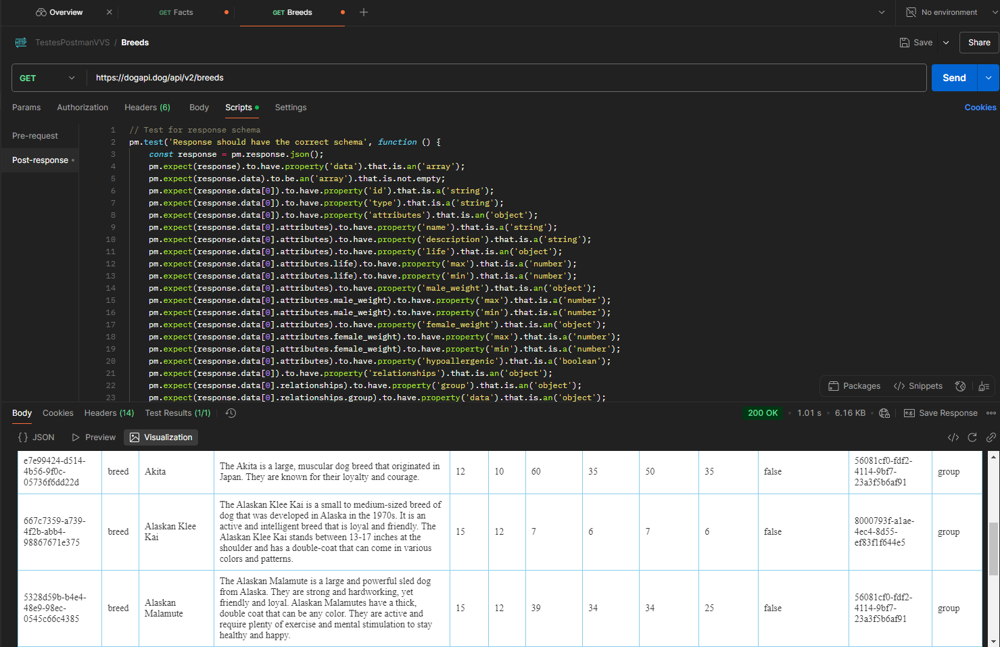 Overview
GET Facts
GET Breeds
No environment
HTTP TestesPostmanVVS / Breeds
Save
Share
GET
https://dogapi.dog/api/v2/breeds
Send
Params
Authorization
Headers (6)
Body
Scripts
Settings
Cookies
Pre-request
Post-response
1 // Test for response schema
2 pm.test('Response should have the correct schema', function () {
3 const response = pm.response.json();
4 pm.expect(response).to.have.property('data').that.is.an('array');
5 pm.expect(response.data).to.be.an('array').that.is.not.empty;
6 pm.expect(response.data[0]).to.have.property('id').that.is.a('string');
7 pm.expect(response.data[0]).to.have.property('type').that.is.a('string');
8 pm.expect(response.data[0]).to.have.property('attributes').that.is.an('object');
9 pm.expect(response.data[0].attributes).to.have.property('name').that.is.a('string');
10 pm.expect(response.data[0].attributes).to.have.property('description').that.is.a('string');
11 pm.expect(response.data[0].attributes).to.have.property('life').that.is.an('object');
12 pm.expect(response.data[0].attributes.life).to.have.property('max').that.is.a('number');
13 pm.expect(response.data[0].attributes.life).to.have.property('min').that.is.a('number');
14 pm.expect(response.data[0].attributes).to.have.property('male_weight').that.is.an('object');
15 pm.expect(response.data[0].attributes.male_weight).to.have.property('max').that.is.a('number');
16 pm.expect(response.data[0].attributes.male_weight).to.have.property('min').that.is.a('number');
17 pm.expect(response.data[0].attributes).to.have.property('female_weight').that.is.an('object');
18 pm.expect(response.data[0].attributes.female_weight).to.have.property('max').that.is.a('number');
19 pm.expect(response.data[0].attributes.female_weight).to.have.property('min').that.is.a('number');
20 pm.expect(response.data[0].attributes).to.have.property('hypoallergenic').that.is.a('boolean');
21 pm.expect(response.data[0]).to.have.property('relationships').that.is.an('object');
22 pm.expect(response.data[0].relationships).to.have.property('group').that.is.an('object');
23 pm.expect(response.data[0].relationships.group).to.have.property('data').that.is.an('object');
Packages
</> Snippets
Body
Cookies
Headers (14)
Test Results (1/1)
200 OK
1.01 s
6.16 KB
e.g. Save Response
{} JSON
Preview
Visualization
e7e99424-d514-
4b56-9f0c-
05736f6dd22d
breed
Akita
The Akita is a large, muscular dog breed that originated in
Japan. They are known for their loyalty and courage.
12
10
60
35
50
35
false
56081cf0-fdf2-
4114-9bf7-
23a3f5b6af91
group
667c7359-a739-
4f2b-abb4-
98867671e375
breed
Alaskan Klee
Kai
The Alaskan Klee Kai is a small to medium-sized breed of
dog that was developed in Alaska in the 1970s. It is an
active and intelligent breed that is loyal and friendly. The
Alaskan Klee Kai stands between 13-17 inches at the
shoulder and has a double-coat that can come in various
colors and patterns.
15
12
7
6
7
6
false
8000793f-a1ae-
4ec4-8d55-
ef83f1f644e5
group
5328d59b-b4e4-
48e9-98ec-
0545c66c4385
breed
Alaskan
Malamute
The Alaskan Malamute is a large and powerful sled dog
from Alaska. They are strong and hardworking, yet
friendly and loyal. Alaskan Malamutes have a thick,
double coat that can be any color. They are active and
require plenty of exercise and mental stimulation to stay
healthy and happy.
15
12
39
34
34
25
false
56081cf0-fdf2-
4114-9bf7-
23a3f5b6af91
group